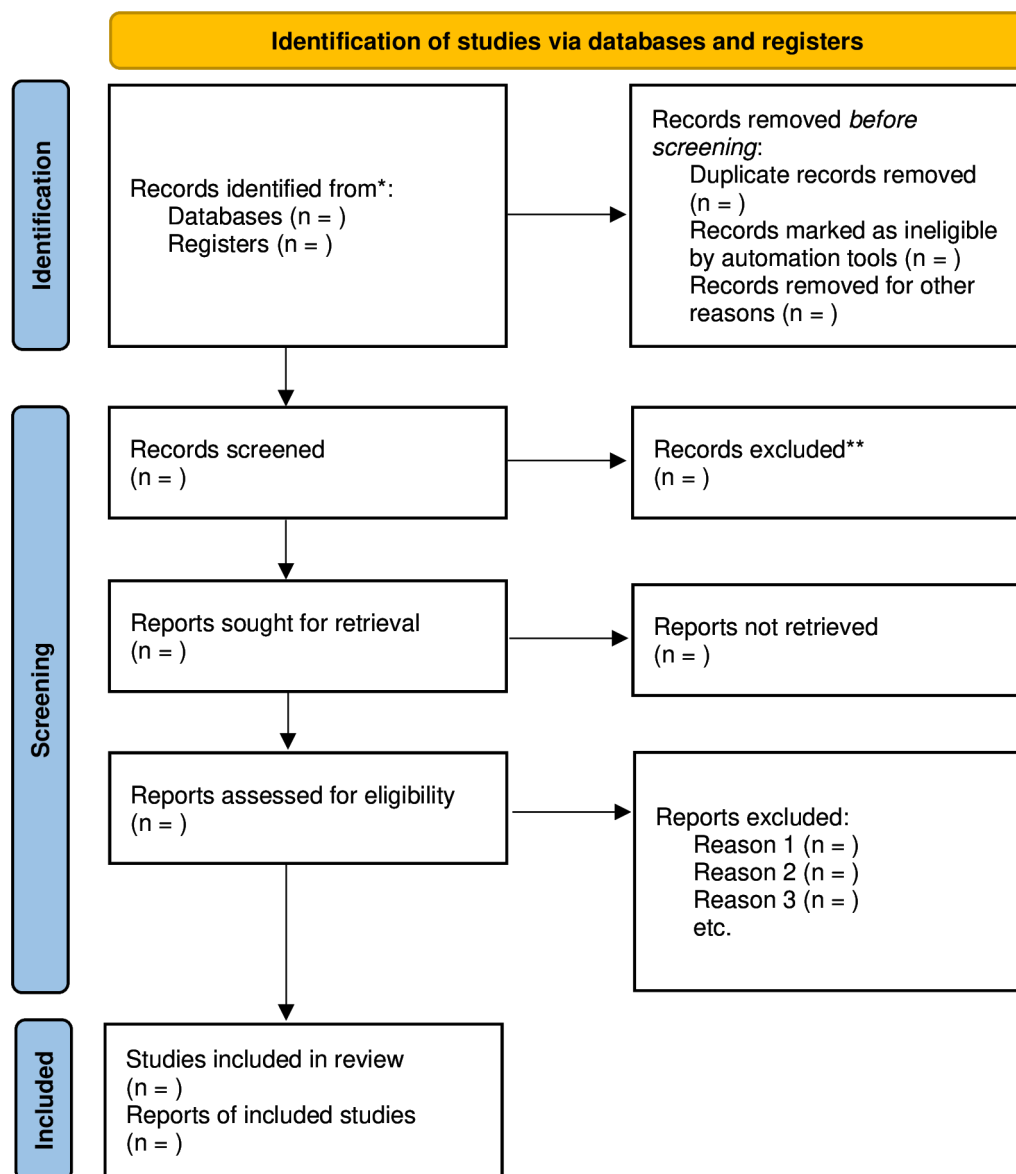 Identification of studies via databases and registers
Identification
Records identified from*:
Databases (n = )
Registers (n = )
Records removed before
screening:
Duplicate records removed
(n = )
Records marked as ineligible
by automation tools (n = )
Records removed for other
reasons (n = )
Screening
Records screened
(n = )
Records excluded**
(n = )
Reports sought for retrieval
(n = )
Reports not retrieved
(n = )
Reports assessed for eligibility
(n = )
Reports excluded:
Reason 1 (n = )
Reason 2 (n = )
Reason 3 (n = )
etc.
Included
Studies included in review
(n = )
Reports of included studies
(n = )